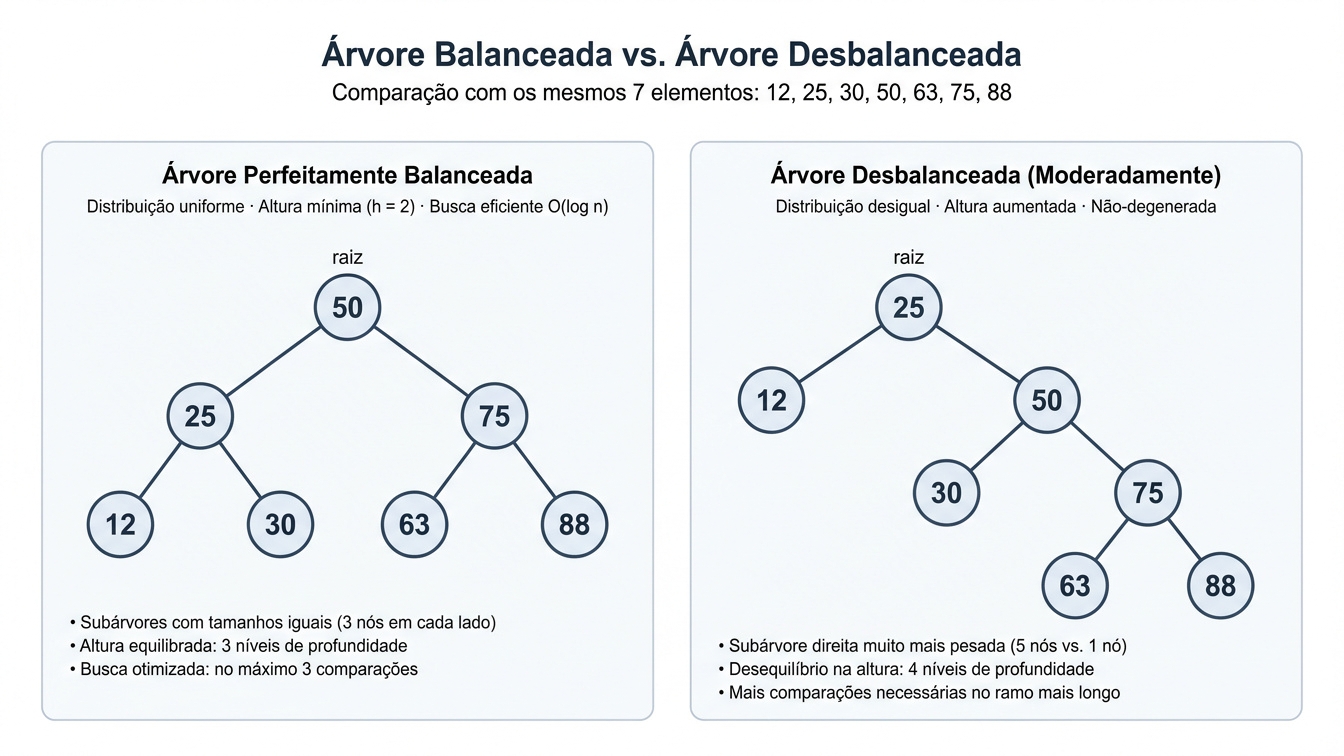 Árvore Balanceada vs. Árvore Desbalanceada
Comparação com os mesmos 7 elementos: 12, 25, 30, 50, 63, 75, 88
Árvore Perfeitamente Balanceada
Distribuição uniforme · Altura mínima (h = 2) · Busca eficiente O(log n)
raiz
50
25
75
12
30
63
88
• Subárvores com tamanhos iguais (3 nós em cada lado)
• Altura equilibrada: 3 níveis de profundidade
• Busca otimizada: no máximo 3 comparações
Árvore Desbalanceada (Moderadamente)
Distribuição desigual · Altura aumentada · Não-degenerada
raiz
25
12
50
30
75
63
88
• Subárvore direita muito mais pesada (5 nós vs. 1 nó)
• Desequilíbrio na altura: 4 níveis de profundidade
• Mais comparações necessárias no ramo mais longo